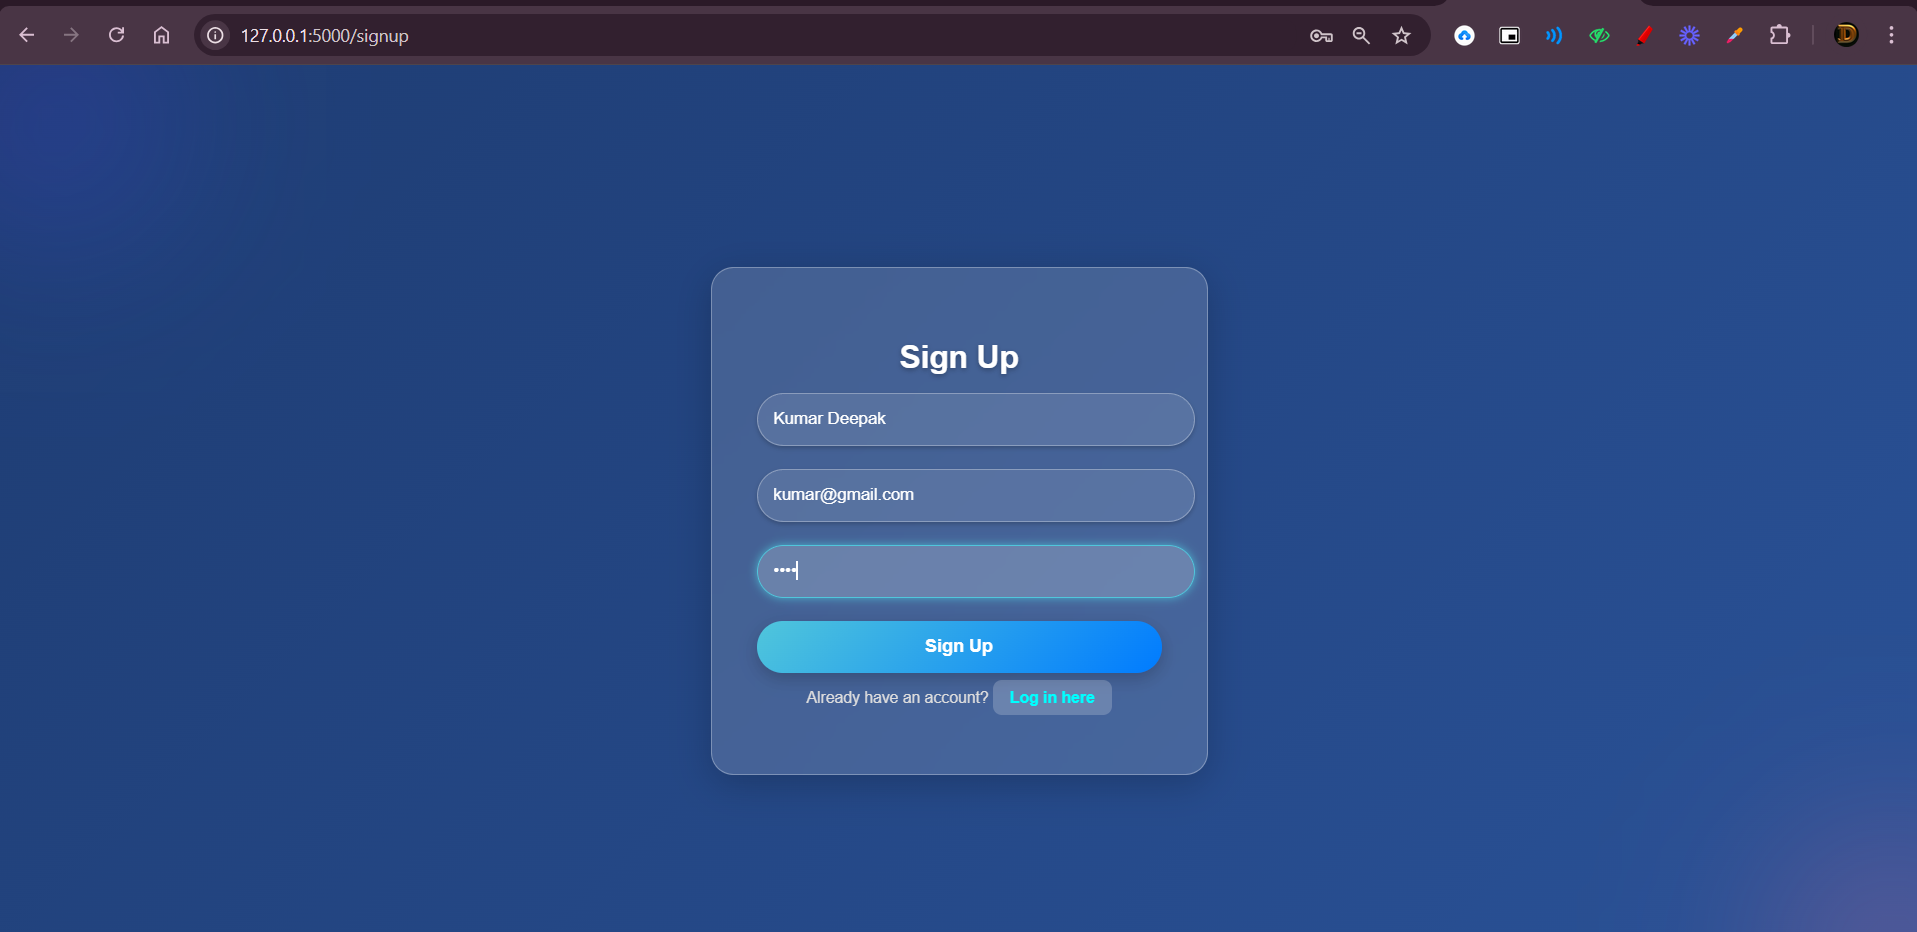 127.0.0.1:5000/signup
Sign Up
Kumar Deepak
kumar@gmail.com
••••
Sign Up
Already have an account? Log in here